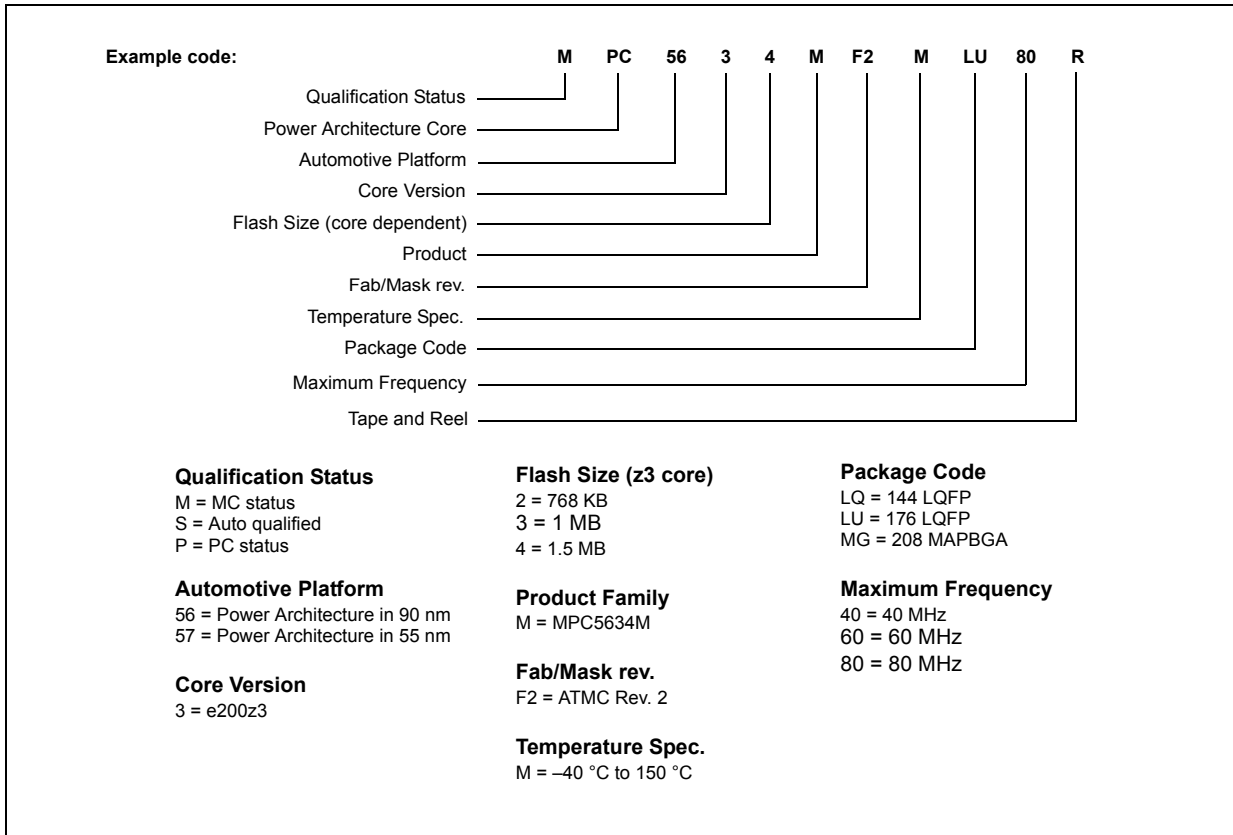 Example code: M PC 56 3 4 M F2 M LU 80 R
Qualification Status
Power Architecture Core
Automotive Platform
Core Version
Flash Size (core dependent)
Product
Fab/Mask rev.
Temperature Spec.
Package Code
Maximum Frequency
Tape and Reel
Qualification Status
M = MC status
S = Auto qualified
P = PC status
Automotive Platform
56 = Power Architecture in 90 nm
57 = Power Architecture in 55 nm
Core Version
3 = e200z3
Flash Size (z3 core)
2 = 768 KB
3 = 1 MB
4 = 1.5 MB
Product Family
M = MPC5634M
Fab/Mask rev.
F2 = ATMC Rev. 2
Temperature Spec.
M = –40 °C to 150 °C
Package Code
LQ = 144 LQFP
LU = 176 LQFP
MG = 208 MAPBGA
Maximum Frequency
40 = 40 MHz
60 = 60 MHz
80 = 80 MHz